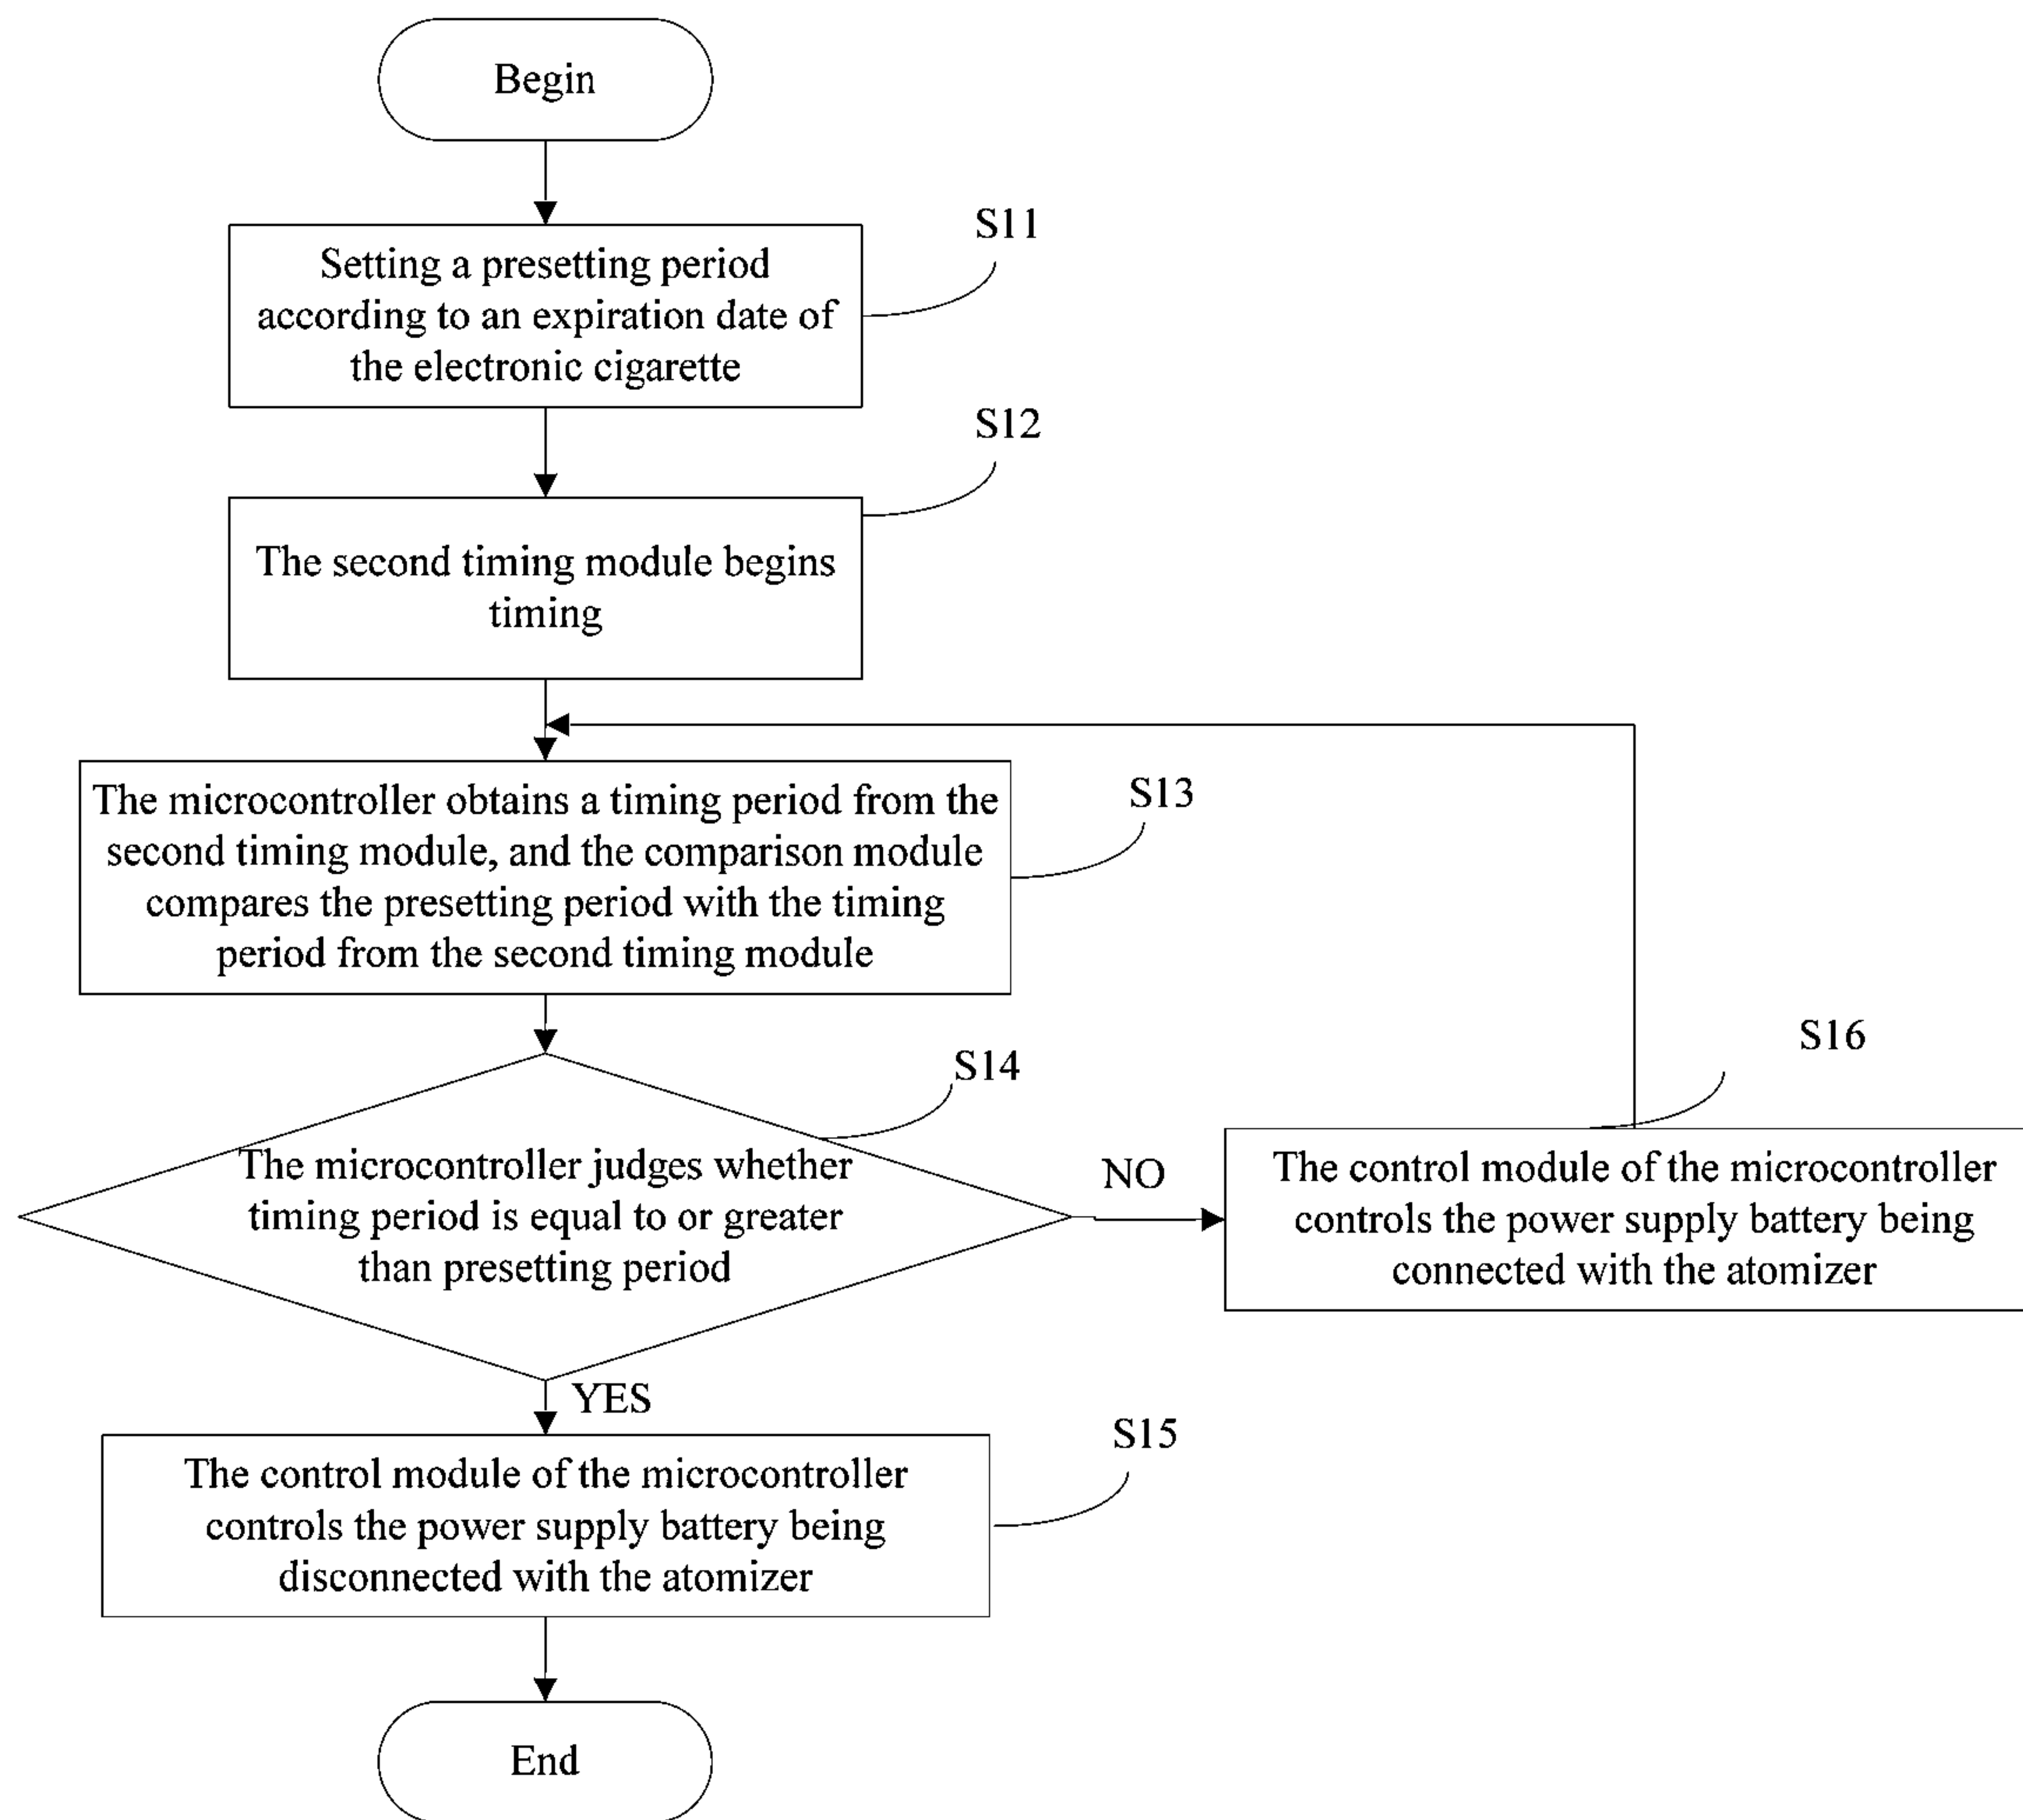 Begin
S11
Setting a presetting period
according to an expiration date of
the electronic cigarette
S12
The second timing module begins
timing
S13
The microcontroller obtains a timing period from the
second timing module, and the comparison module
compares the presetting period with the timing
period from the second timing module
S14
The microcontroller judges whether
timing period is equal to or greater
than presetting period
NO
S16
The control module of the microcontroller
controls the power supply battery being
connected with the atomizer
YES
S15
The control module of the microcontroller
controls the power supply battery being
disconnected with the atomizer
End